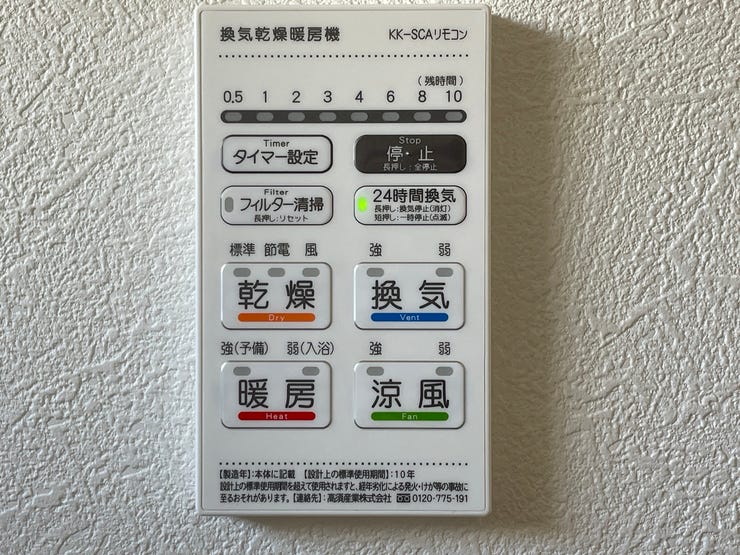 換気乾燥暖房機 KK-SCAリモコン
(残時間)
0.5 1 2 3 4 6 8 10
Timer
タイマー設定
Stop
停・止
長押し:全停止
Filter
フィルター清掃
長押し:リセット
24時間換気
長押し:換気停止(消灯)
短押し:一時停止(点滅)
標準 節電 風
乾燥
Dry
強 弱
換気
Vent
強(予備) 弱(入浴)
暖房
Heat
強 弱
涼風
Fan
【製造年】:本体に記載 【設計上の標準使用期間】:10年
設計上の標準使用期間を超えて使用されますと、経年劣化による発火・けが等の事故に
至るおそれがあります。【連絡先】:高須産業株式会社 0120-775-191